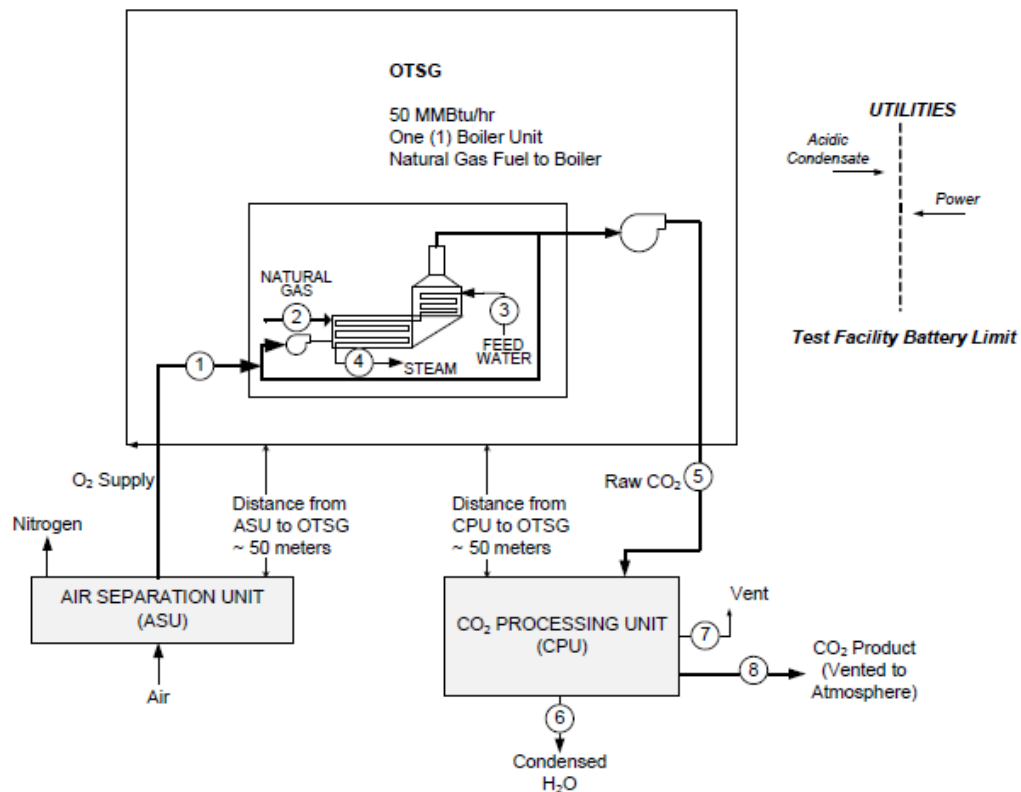 OTSG
50 MMBtu/hr
One (1) Boiler Unit
Natural Gas Fuel to Boiler
UTILITIES
Acidic
Condensate
Power
Test Facility Battery Limit
NATURAL
GAS
2
3
FEED
WATER
4
STEAM
1
O₂ Supply
Distance from
ASU to OTSG
~ 50 meters
Distance from
CPU to OTSG
~ 50 meters
Raw CO₂
5
Nitrogen
AIR SEPARATION UNIT
(ASU)
Air
CO₂ PROCESSING UNIT
(CPU)
Vent
7
8
CO₂ Product
(Vented to
Atmosphere)
6
Condensed
H₂O